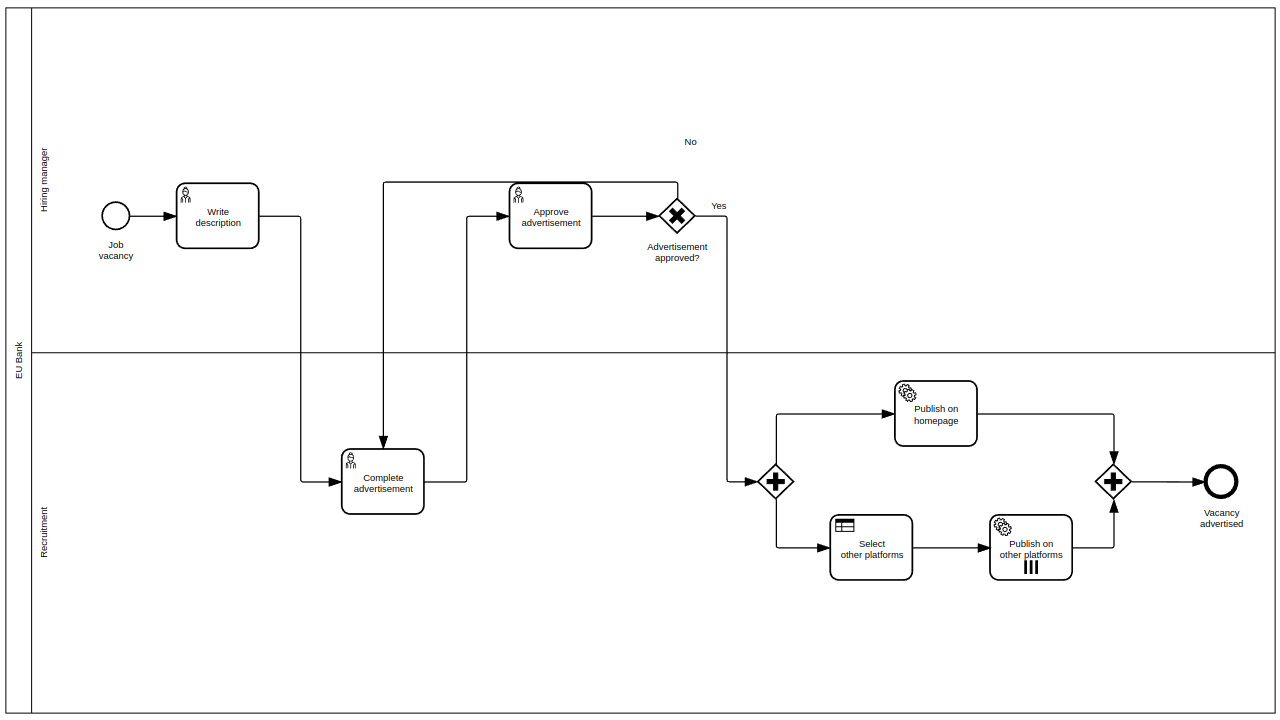 EU Bank
Hiring manager
Job
vacancy
Write
description
Approve
advertisement
No
Advertisement
approved?
Yes
Recruitment
Complete
advertisement
Publish on
homepage
Select
other platforms
Publish on
other platforms
Vacancy
advertised